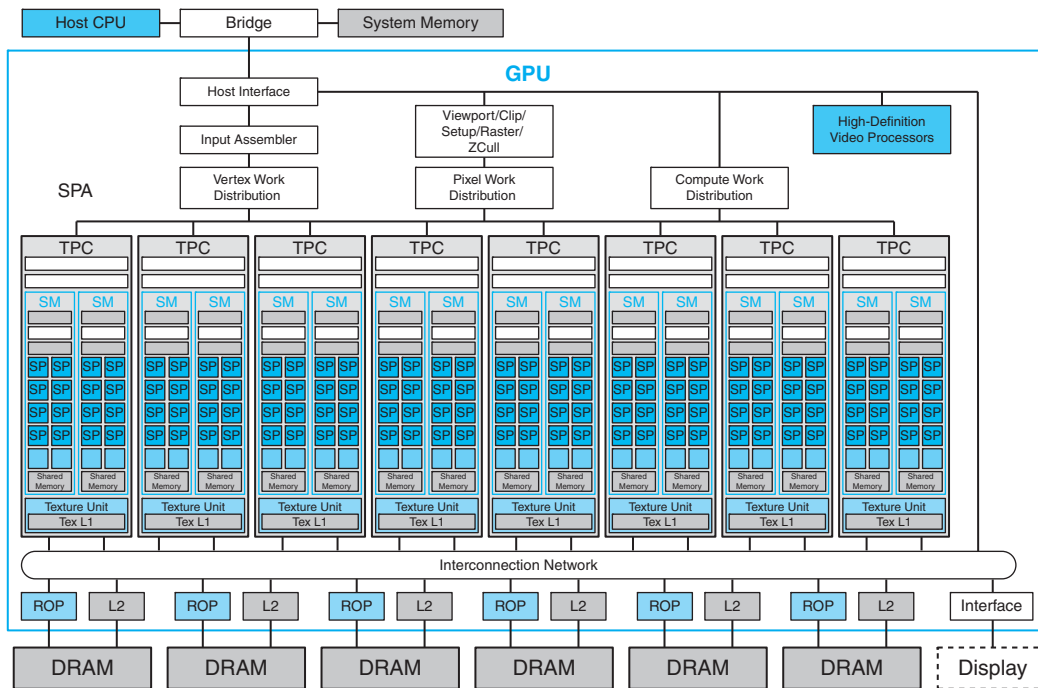 Host CPU
Bridge
System Memory
GPU
Host Interface
Viewport/Clip/
Setup/Raster/
ZCull
High-Definition
Video Processors
Input Assembler
SPA
Vertex Work
Distribution
Pixel Work
Distribution
Compute Work
Distribution
TPC TPC TPC TPC TPC TPC TPC TPC
SM SM SM SM SM SM SM SM SM SM SM SM SM SM SM SM
SP SP SP SP SP SP SP SP SP SP SP SP SP SP SP SP SP SP SP SP SP SP SP SP SP SP SP SP SP SP SP SP
SP SP SP SP SP SP SP SP SP SP SP SP SP SP SP SP SP SP SP SP SP SP SP SP SP SP SP SP SP SP SP SP
SP SP SP SP SP SP SP SP SP SP SP SP SP SP SP SP SP SP SP SP SP SP SP SP SP SP SP SP SP SP SP SP
SP SP SP SP SP SP SP SP SP SP SP SP SP SP SP SP SP SP SP SP SP SP SP SP SP SP SP SP SP SP SP SP
Shared Shared Shared Shared Shared Shared Shared Shared Shared Shared Shared Shared Shared Shared Shared Shared
Memory Memory Memory Memory Memory Memory Memory Memory Memory Memory Memory Memory Memory Memory Memory Memory
Texture Unit Texture Unit Texture Unit Texture Unit Texture Unit Texture Unit Texture Unit Texture Unit
Tex L1 Tex L1 Tex L1 Tex L1 Tex L1 Tex L1 Tex L1 Tex L1
Interconnection Network
ROP L2 ROP L2 ROP L2 ROP L2 ROP L2 ROP L2 Interface
DRAM DRAM DRAM DRAM DRAM DRAM Display